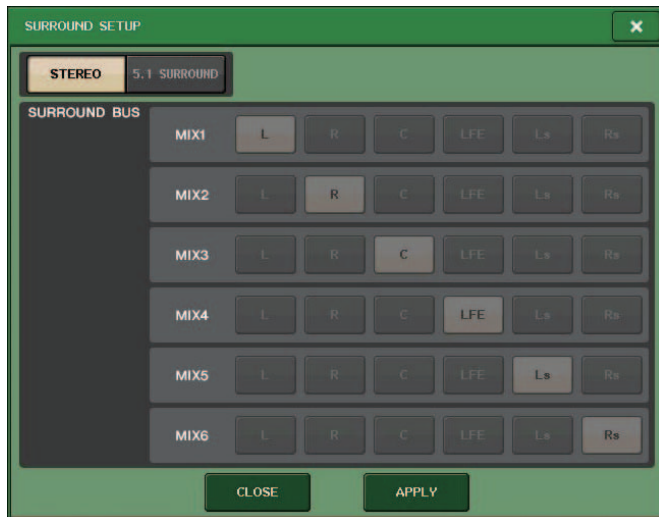 SURROUND SETUP
STEREO 5.1 SURROUND
SURROUND BUS
MIX1 L R C LFE Ls Rs
MIX2 L R C LFE Ls Rs
MIX3 L R C LFE Ls Rs
MIX4 L R C LFE Ls Rs
MIX5 L R C LFE Ls Rs
MIX6 L R C LFE Ls Rs
CLOSE APPLY